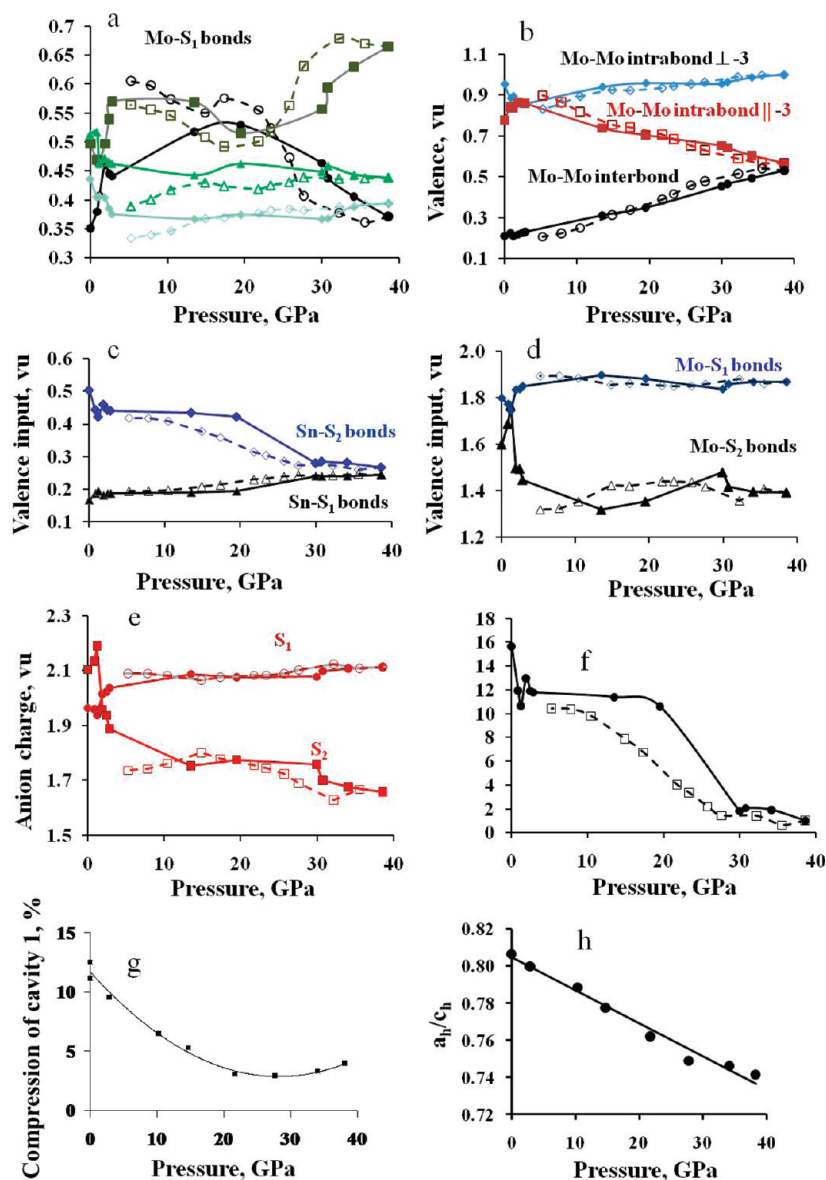 a
Mo-S₁ bonds
0.7
0.65
0.6
0.55
0.5
0.45
0.4
0.35
0.3
0 10 20 30 40
Pressure, GPa
b
Valence, vu
Mo-Mo intrabond ⊥ -3
Mo-Mo intrabond || -3
Mo-Mo interbond
1.1
0.9
0.7
0.5
0.3
0.1
0 10 20 30 40
Pressure, GPa
c
Valence input, vu
Sn-S₂ bonds
Sn-S₁ bonds
0.6
0.5
0.4
0.3
0.2
0.1
0 10 20 30 40
Pressure, GPa
d
Valence input, vu
Mo-S₁ bonds
Mo-S₂ bonds
2.0
1.8
1.6
1.4
1.2
0 10 20 30 40
Pressure, GPa
e
Anion charge, vu
S₁
S₂
2.3
2.1
1.9
1.7
1.5
0 10 20 30 40
Pressure, GPa
f
18
16
14
12
10
8
6
4
2
0
0 10 20 30 40
Pressure, GPa
g
Compression of cavity 1, %
15
10
5
0
0 10 20 30 40
Pressure, GPa
h
aₕ/cₕ
0.82
0.80
0.78
0.76
0.74
0.72
0 10 20 30 40
Pressure, GPa